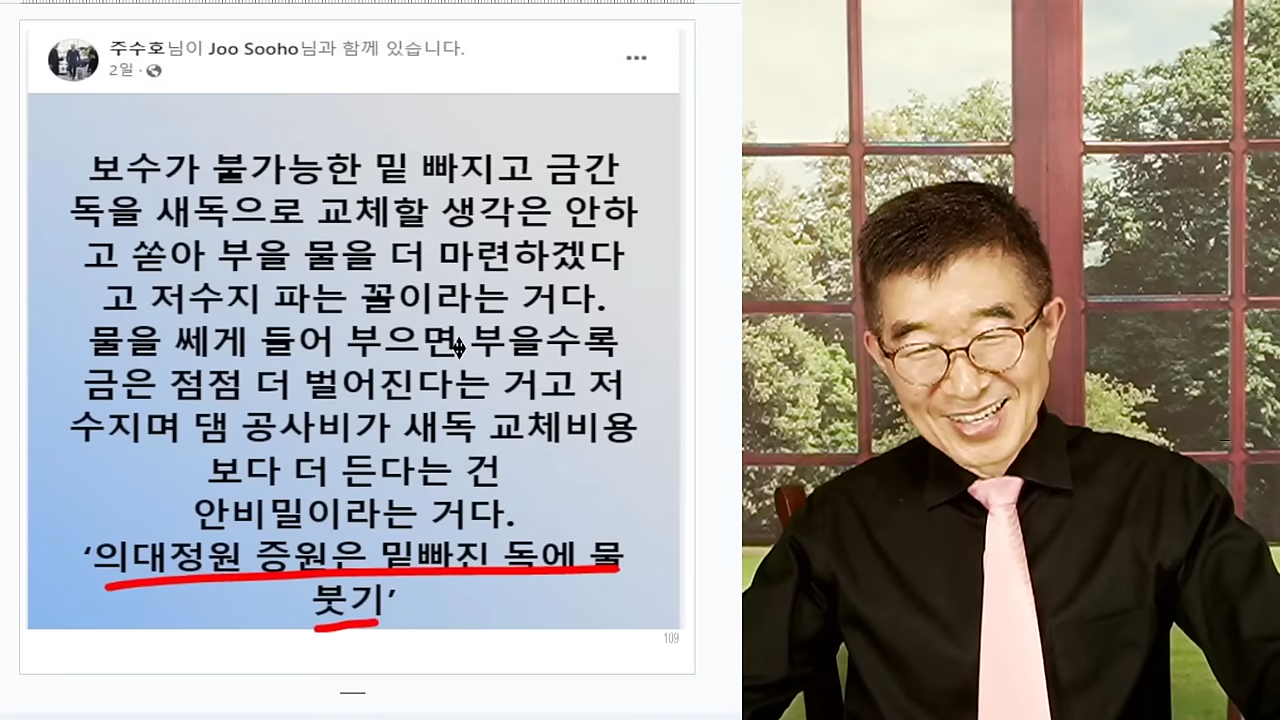 주수호님이 Joo Sooho님과 함께 있습니다.
2일 ·
보수가 불가능한 밑 빠지고 금간
독을 새독으로 교체할 생각은 안하
고 쏟아 부을 물을 더 마련하겠다
고 저수지 파는 꼴이라는 거다.
물을 쎄게 들어 부으면 부을수록
금은 점점 더 벌어진다는 거고 저
수지며 댐 공사비가 새독 교체비용
보다 더 든다는 건
안비밀이라는 거다.
‘의대정원 증원은 밑빠진 독에 물
붓기’
109